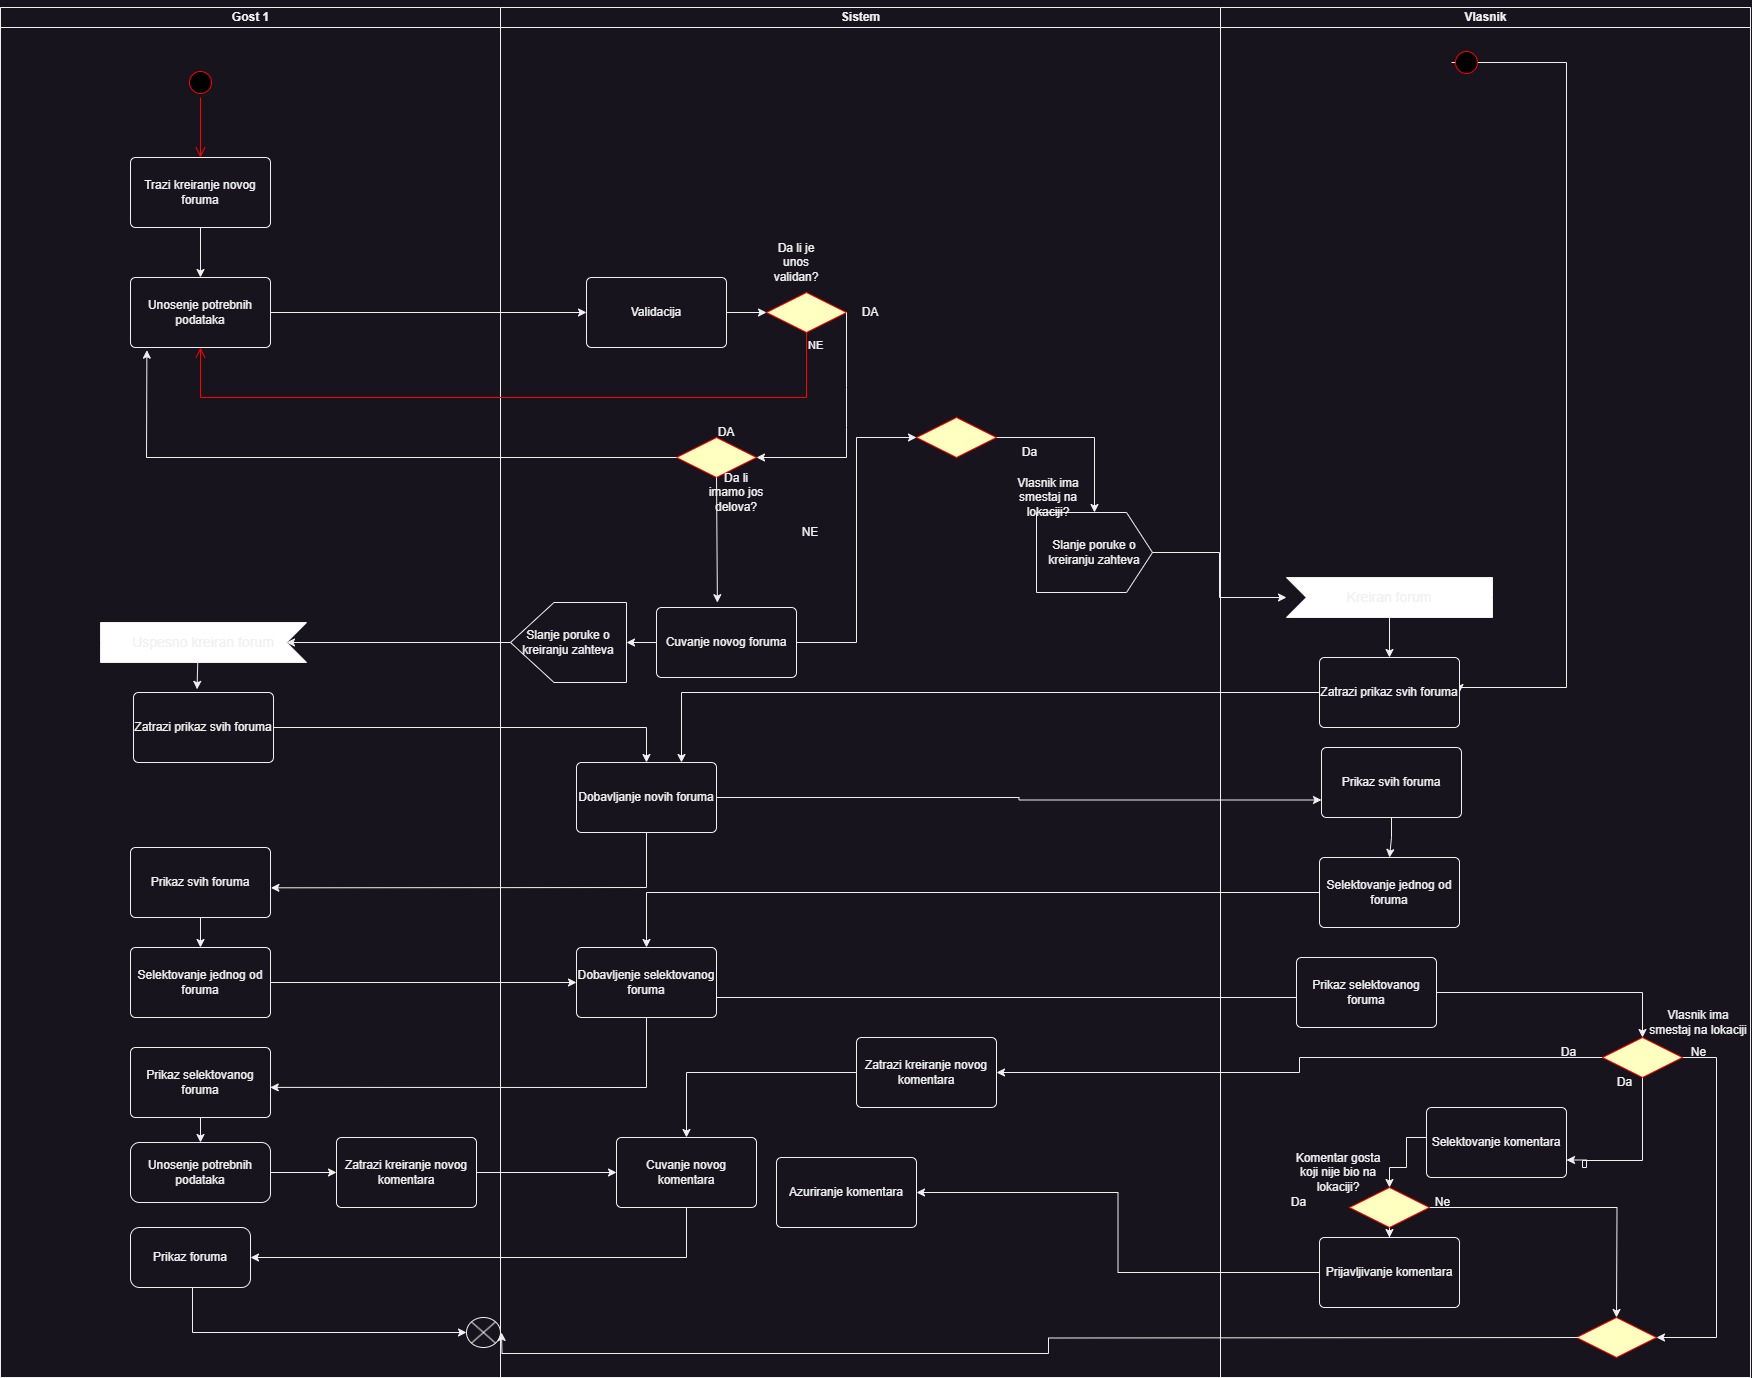 Gost 1
Sistem
Vlasnik
Trazi kreiranje novog
foruma
Da li je
unos
validan?
Unosenje potrebnih
podataka
Validacija
DA
NE
DA
Da li
imamo jos
delova?
NE
Da
Vlasnik ima
smestaj na
lokaciji?
Slanje poruke o
kreiranju zahteva
Kreiran forum
Uspesno kreiran forum
Slanje poruke o
kreiranju zahteva
Cuvanje novog foruma
Zatrazi prikaz svih foruma
Zatrazi prikaz svih foruma
Dobavljanje novih foruma
Prikaz svih foruma
Prikaz svih foruma
Selektovanje jednog od
foruma
Selektovanje jednog od
foruma
Dobavljenje selektovanog
foruma
Prikaz selektovanog
foruma
Vlasnik ima
smestaj na lokaciji
Da
Ne
Da
Prikaz selektovanog
foruma
Zatrazi kreiranje novog
komentara
Selektovanje komentara
Unosenje potrebnih
podataka
Zatrazi kreiranje novog
komentara
Cuvanje novog
komentara
Azuriranje komentara
Komentar gosta
koji nije bio na
lokaciji?
Da
Ne
Prikaz foruma
Prijavljivanje komentara